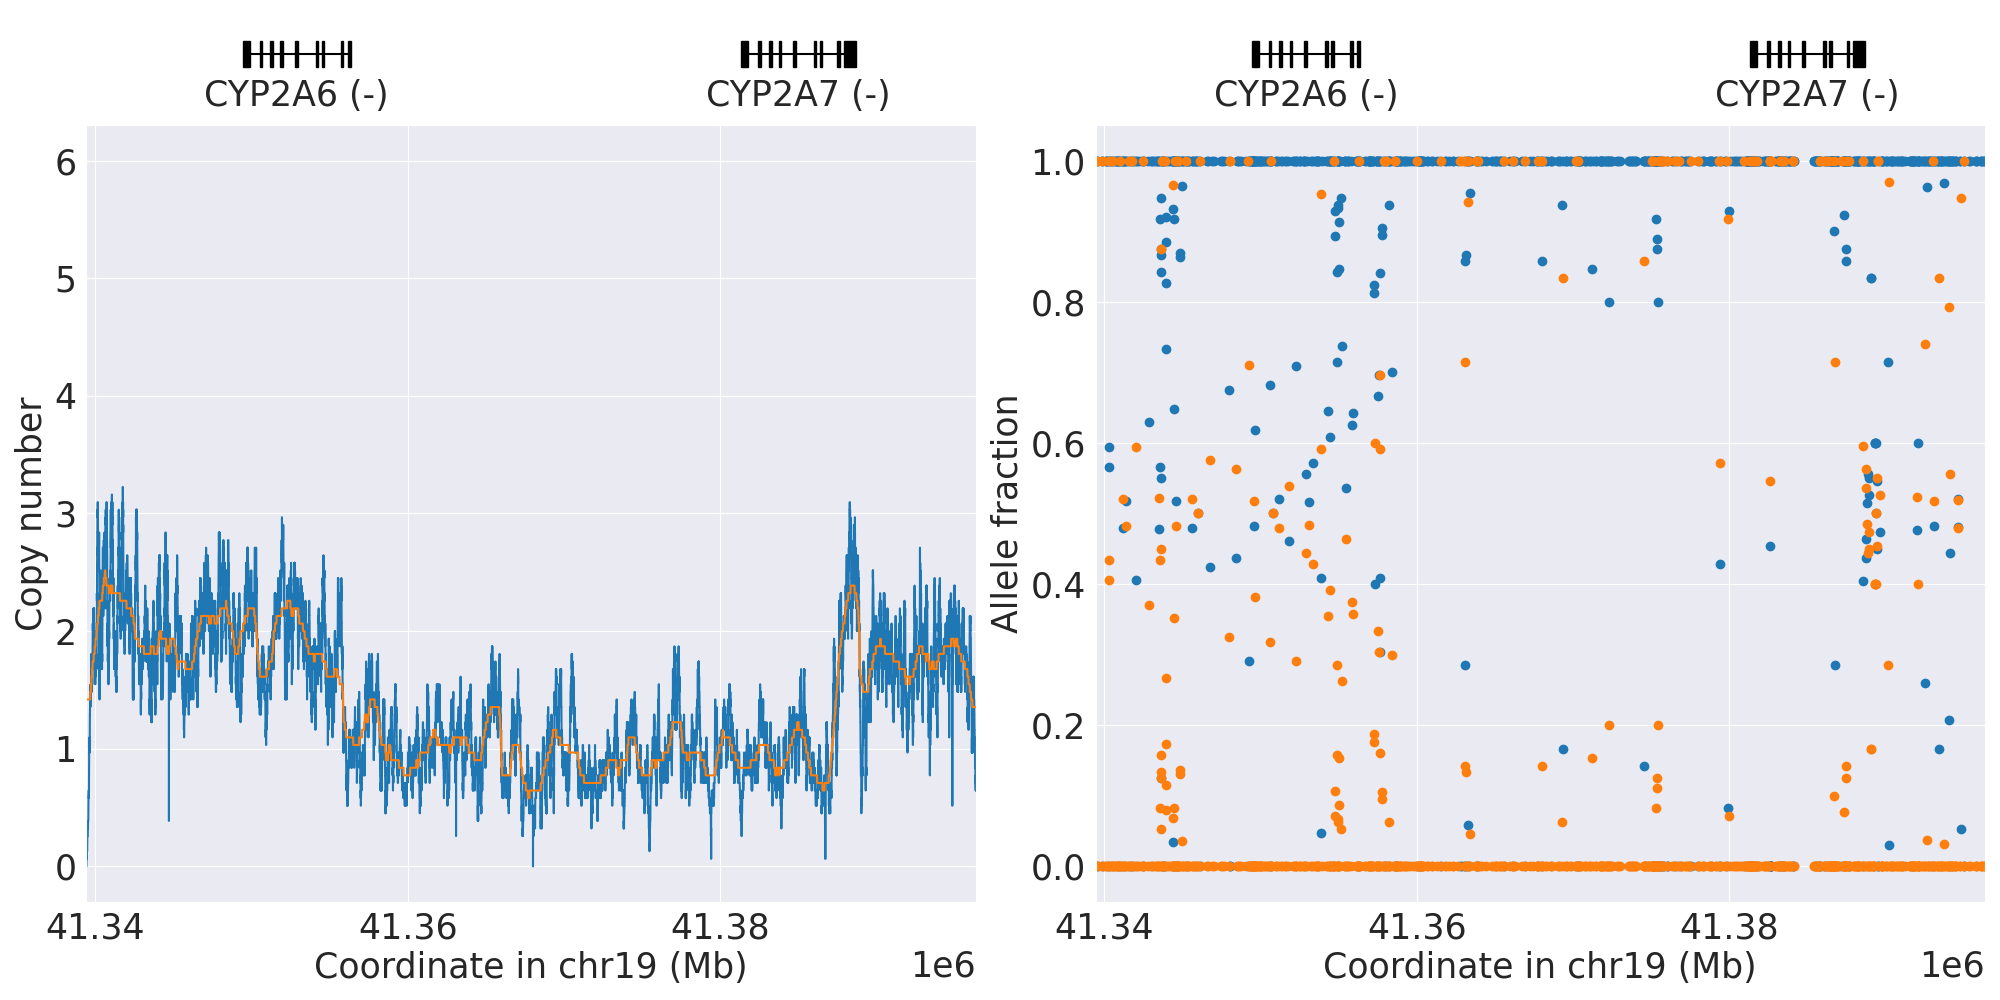 CYP2A6 (-) CYP2A7 (-)
CYP2A6 (-) CYP2A7 (-)
Copy number
6
5
4
3
2
1
0
41.34 41.36 41.38
Coordinate in chr19 (Mb) 1e6
Allele fraction
1.0
0.8
0.6
0.4
0.2
0.0
41.34 41.36 41.38
Coordinate in chr19 (Mb) 1e6